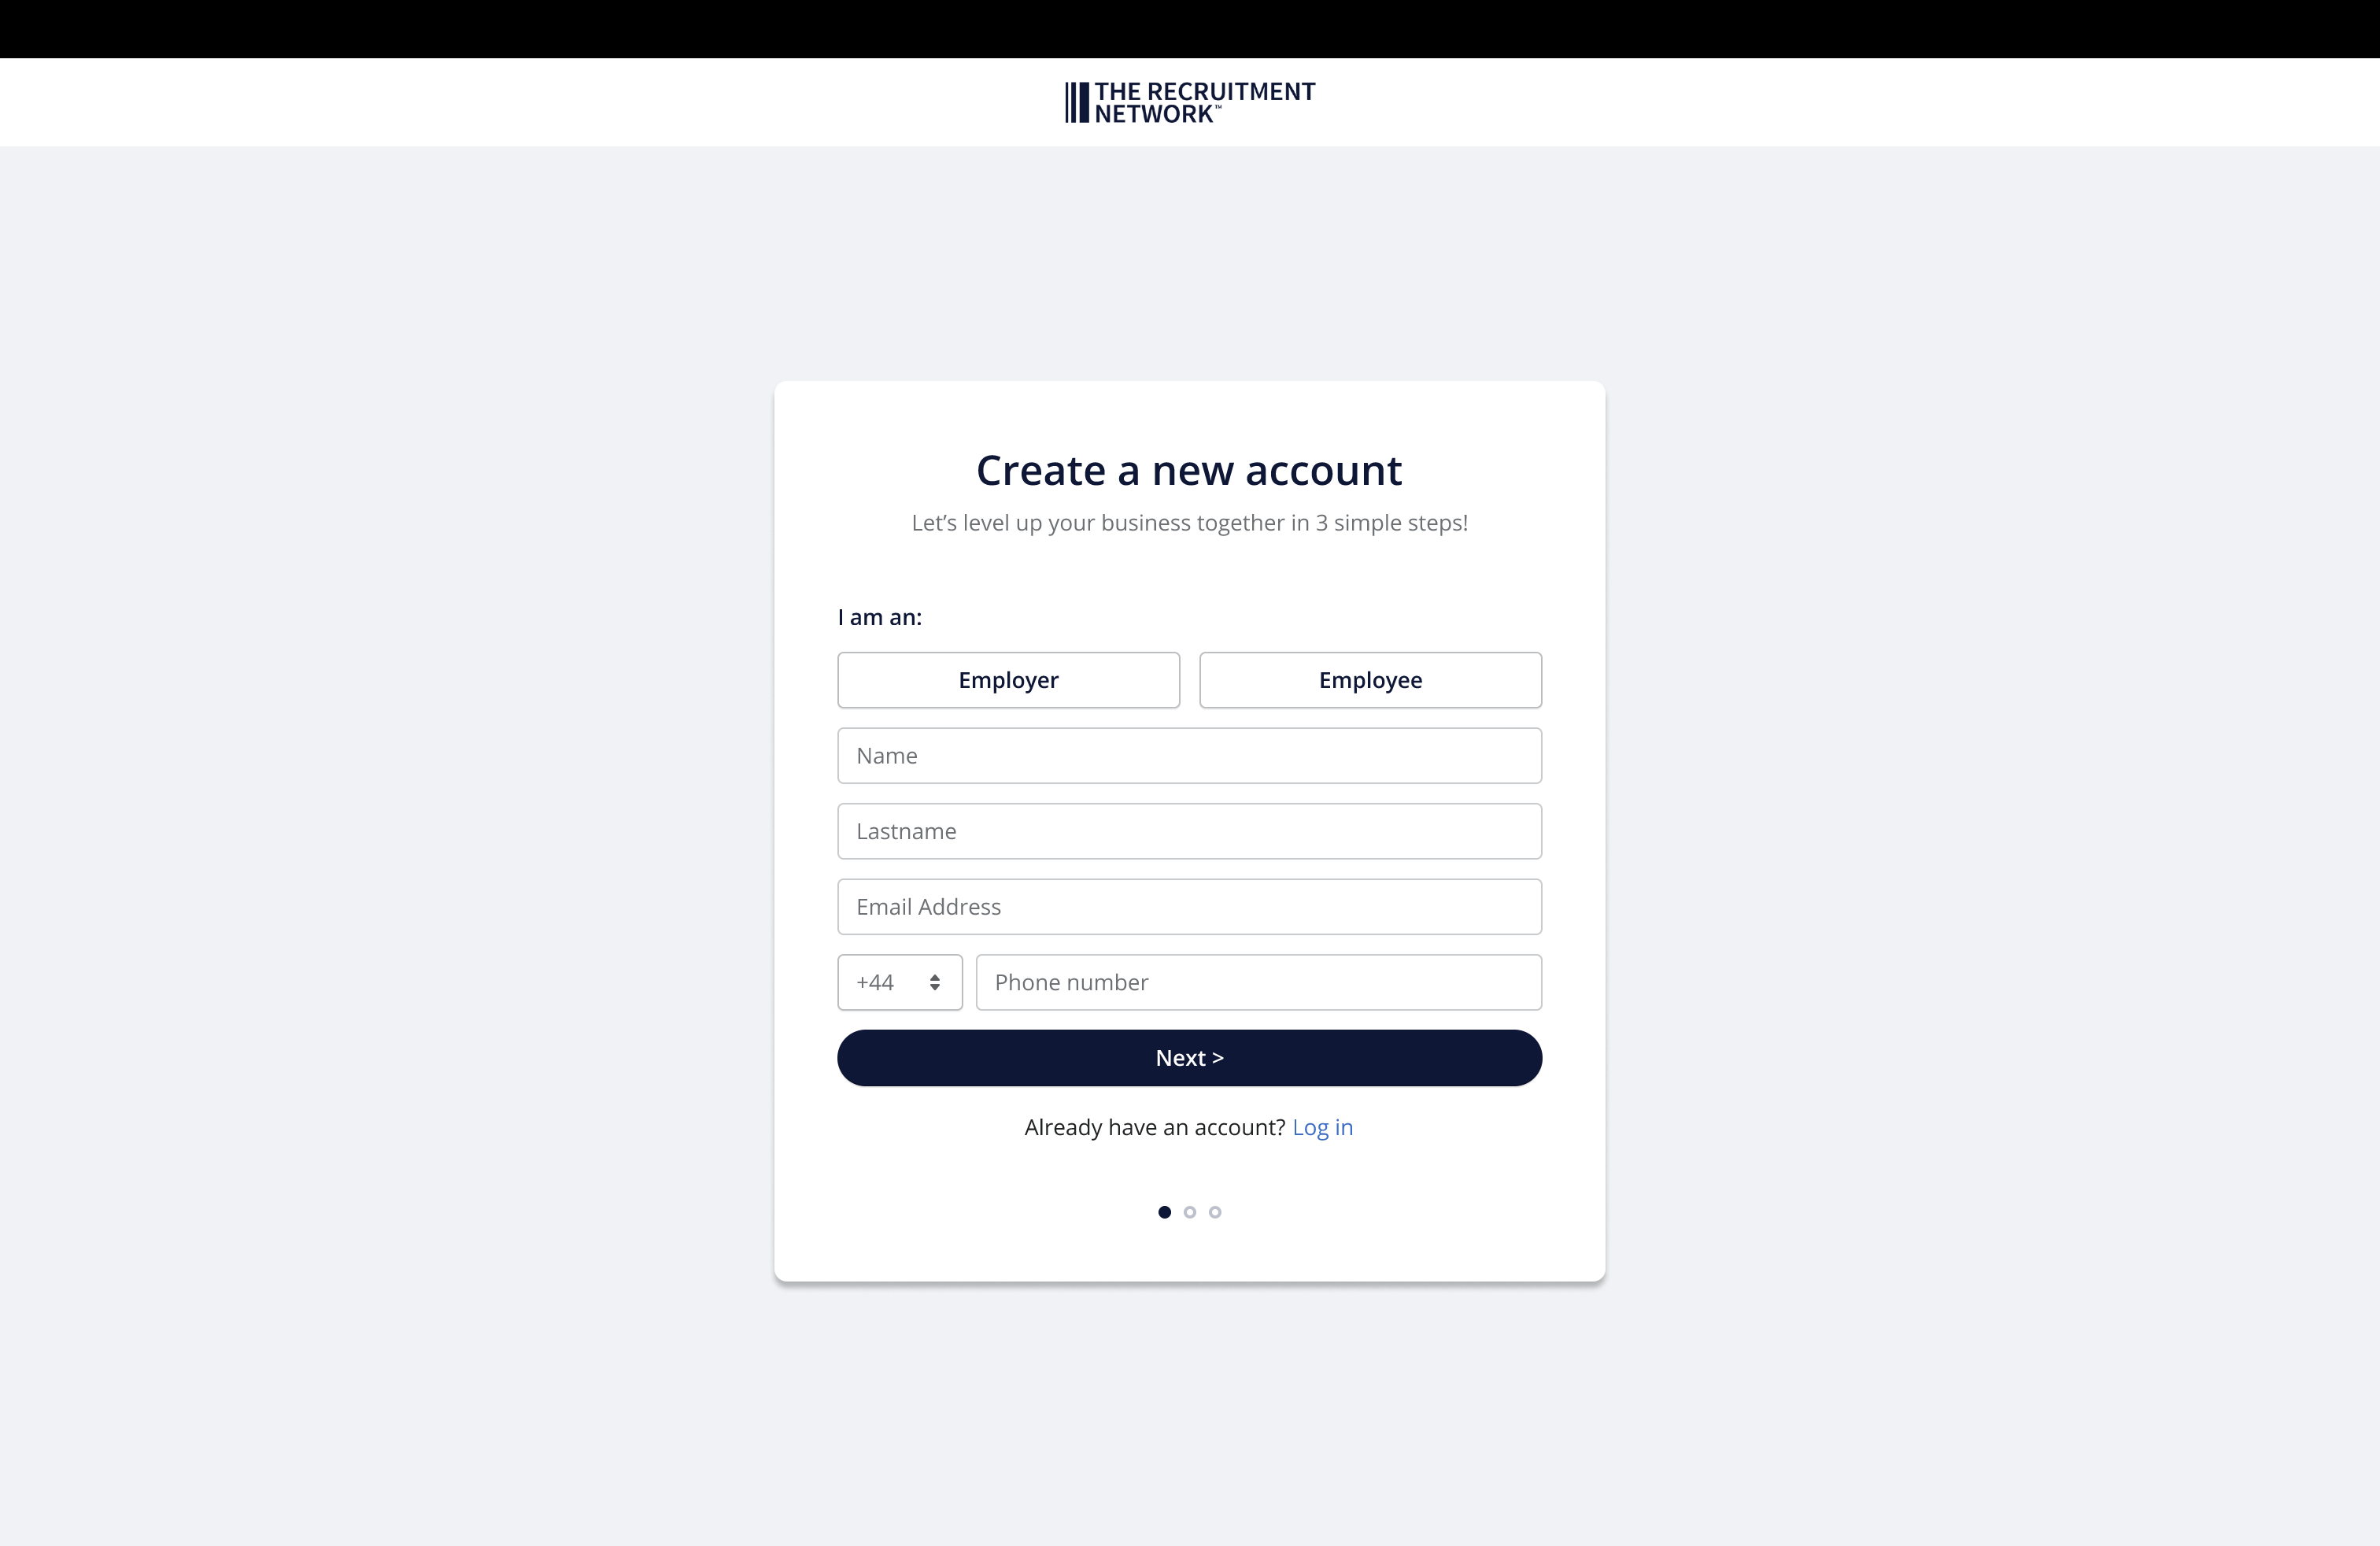 THE RECRUITMENT
NETWORK™
Create a new account
Let’s level up your business together in 3 simple steps!
I am an:
Employer
Employee
Name
Lastname
Email Address
+44
Phone number
Next >
Already have an account? Log in